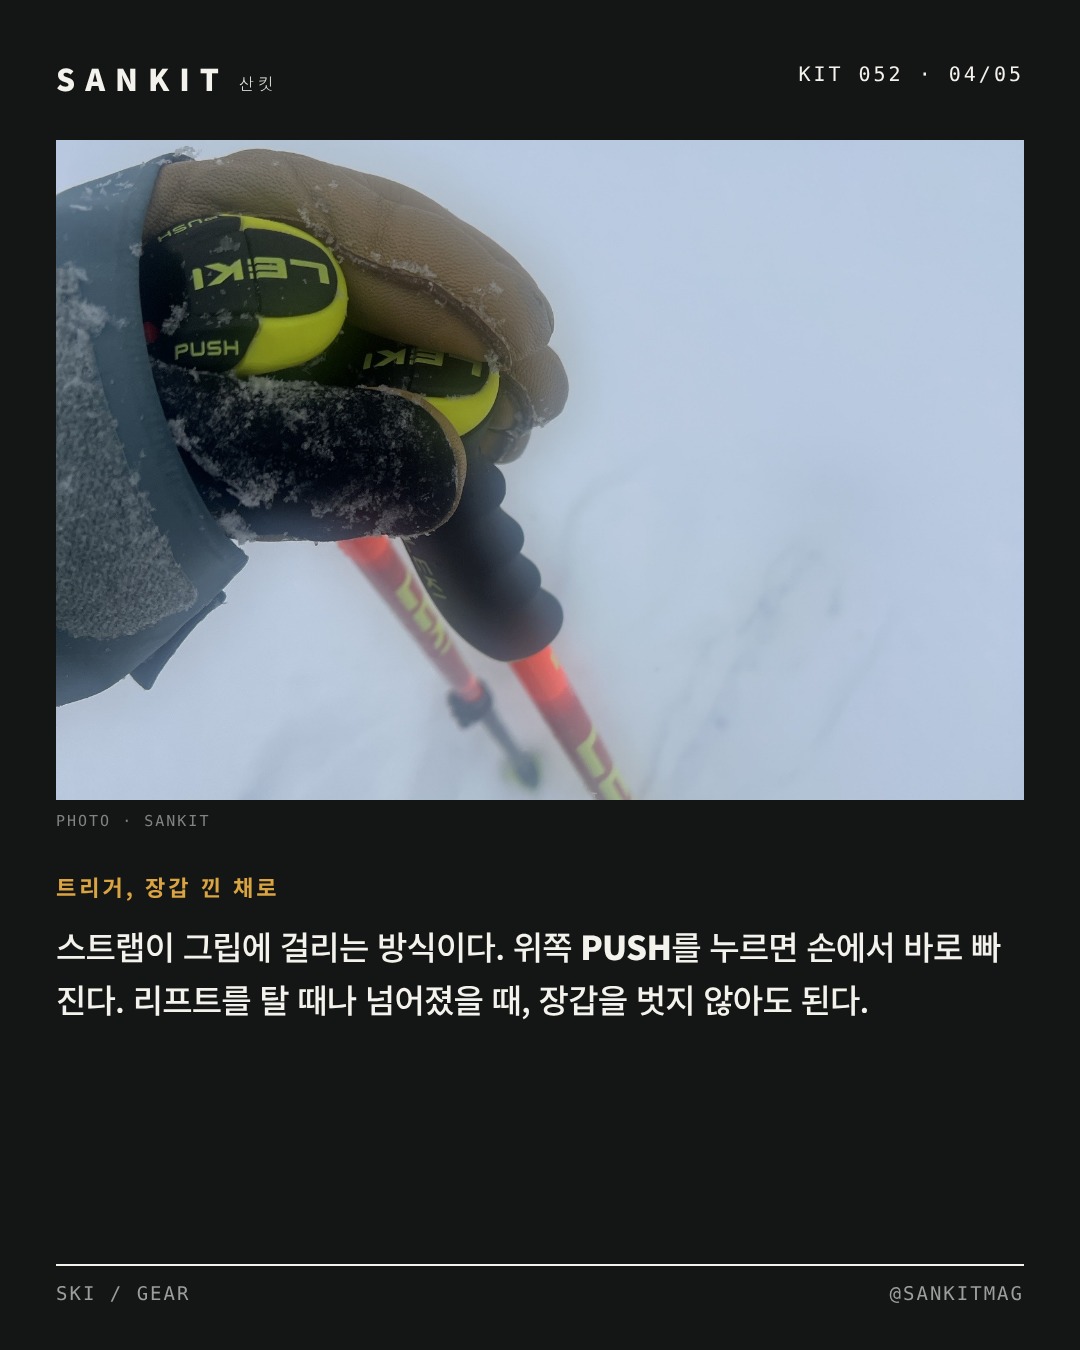 SANKIT 산킷
KIT 052 · 04/05
PUSH
LEKI
PUSH
LEKI
LEKI
PHOTO · SANKIT
트리거, 장갑 낀 채로
스트랩이 그립에 걸리는 방식이다. 위쪽 PUSH를 누르면 손에서 바로 빠
진다. 리프트를 탈 때나 넘어졌을 때, 장갑을 벗지 않아도 된다.
SKI / GEAR
@SANKITMAG